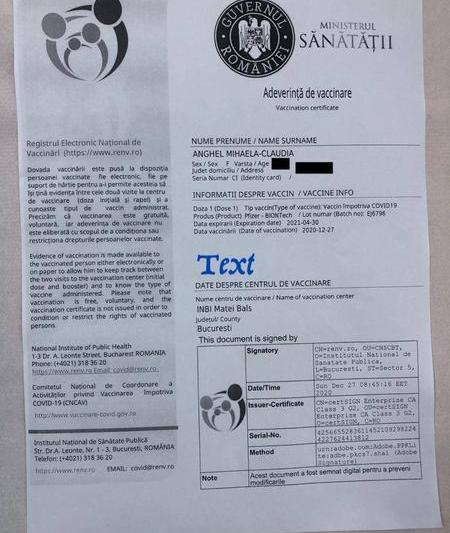 GUVERNUL ROMÂNIEI
MINISTERUL
SĂNĂTĂȚII
Adeverință de vaccinare
Vaccination certificate
Registrul Electronic Național de
Vaccinări (https://www.renv.ro)
Dovada vaccinării este pusă la dispoziția
persoanei vaccinate fie electronic, fie pe
suport de hârtie pentru a-i permite acesteia să
își țină evidența între cele două vizite la centrul
de vaccinare (doza inițială și rapel) și a
cunoaște tipul de vaccin administrat.
Precizăm că vaccinarea este gratuită,
voluntară, iar adeverința de vaccinare nu
este eliberată cu scopul de a condiționa sau
restricționa drepturile persoanelor vaccinate.
Evidence of vaccination is made available to
the vaccinated person either electronically or
on paper to allow him to keep track between
the two visits to the vaccination center (initial
dose and booster) and to know the type of
vaccine administered. Please note that
vaccination is free, voluntary, and the
vaccination certificate is not issued in order to
condition or restrict the rights of vaccinated
persons.
National Institute of Public Health
1-3 Dr. A. Leonte Street, Bucharest ROMANIA
Phone: (+4021) 318 36 20
https://www.renv.ro Email: covid@renv.ro
Comitetul Național de Coordonare a
Activităților privind Vaccinarea împotriva
COVID-19 (CNCAV)
http://www.vaccinare-covid.gov.ro
Institutul Național de Sănătate Publică
Str. Dr.A. Leonte, Nr. 1 - 3, Bucuresti, ROMÂNIA
Telefon: (+4021) 318 36 20
https://www.renv.ro EMAIL: covid@renv.ro
NUME PRENUME / NAME SURNAME
ANGHEL MIHAELA-CLAUDIA
Sex / Sex F Varsta / Age
Judet domiciliu / Address
Seria Numar CI (Identity card) /
INFORMATII DESPRE VACCIN / VACCINE INFO
Doza 1 (Dose 1) Tip vaccin(Type of vaccine): Vaccin împotriva COVID19
Produs (Product) Pfizer - BIONTech / Lot numar (Batch no): EJ6796
Data expirarii (Expiration date) 2021-04-30
Data vaccinării (Date of vaccination) 2020-12-27
Text
DATE DESPRE CENTRUL DE VACCINARE
Nume centru de vaccinare / Name of vaccination center
INBI Matei Bals
Judetul/ County
Bucuresti
This document is signed by
Signatory
CN=renv.ro, OU=CNSCBT,
O=Institutul National de
Sanatate Publica,
L=Bucuresti, ST=Sector 5,
C=RO
Date/Time
Sun Dec 27 08:45:16 EET
2020
Issuer-Certificate
CN=certSIGN Enterprise CA
Class 3 G2, OU=certSIGN
Enterprise CA Class 3 G2,
O=certSIGN, C=RO
Serial-No.
Method
urn:adobe.com:Adobe.PPKLi
te:adbe.pkcs7.sha1 (Adobe
Signature)
Note
Acest document a fost semnat digital pentru a preveni
modificarile